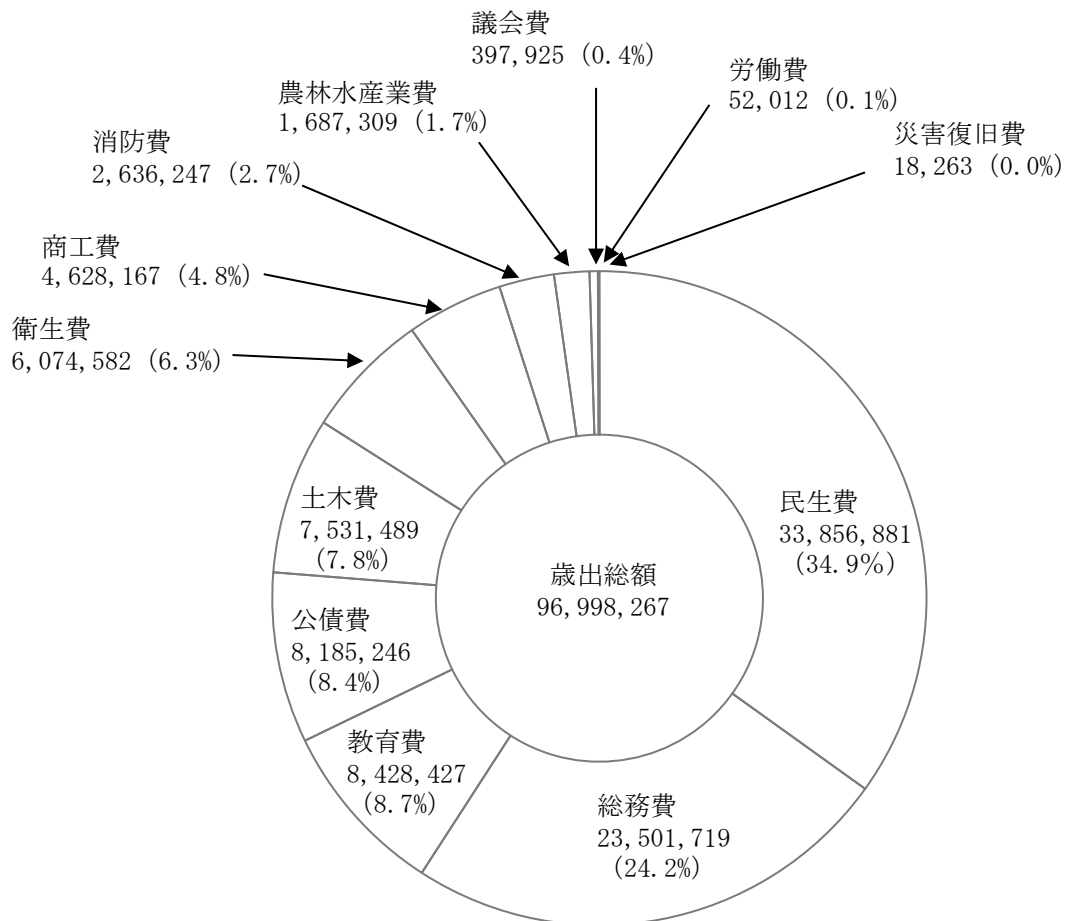 議会費
397,925 (0.4%)
労働費
52,012 (0.1%)
農林水産業費
1,687,309 (1.7%)
災害復旧費
18,263 (0.0%)
消防費
2,636,247 (2.7%)
商工費
4,628,167 (4.8%)
衛生費
6,074,582 (6.3%)
土木費
7,531,489
(7.8%)
民生費
33,856,881
(34.9%)
歳出総額
96,998,267
公債費
8,185,246
(8.4%)
教育費
8,428,427
(8.7%)
総務費
23,501,719
(24.2%)